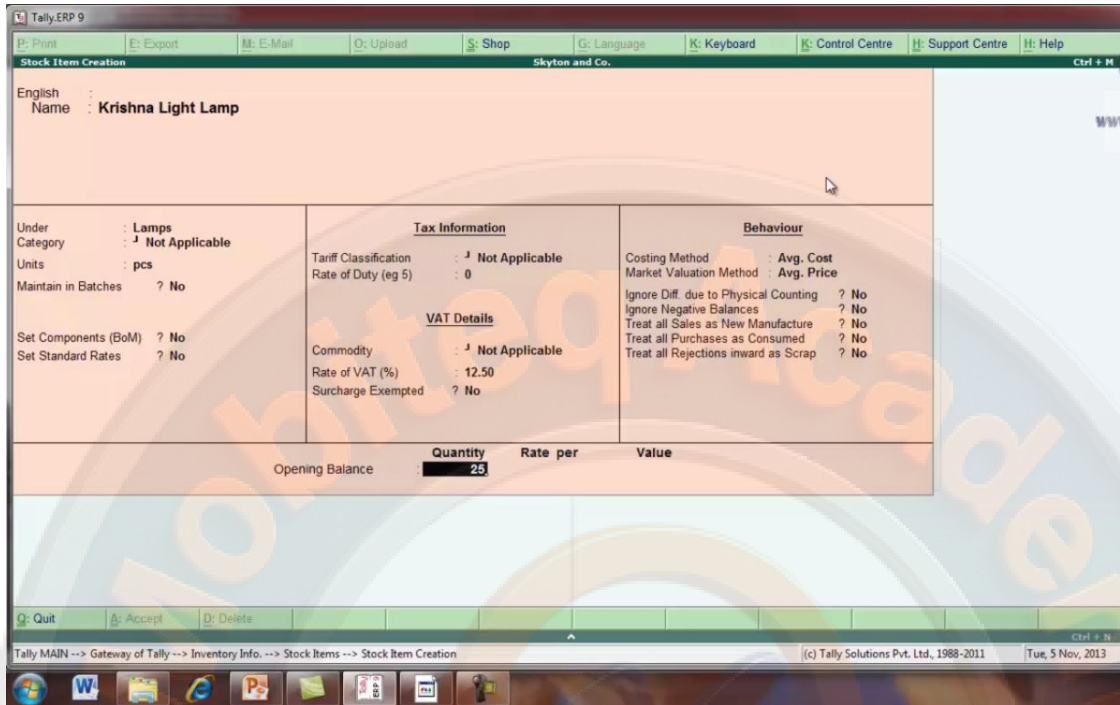 Tally.ERP 9
P: Print E: Export M: E-Mail O: Upload S: Shop G: Language K: Keyboard K: Control Centre H: Support Centre H: Help
Stock Item Creation Skyton and Co. Ctrl + M
English :
Name : Krishna Light Lamp
Under : Lamps
Category : Not Applicable
Units : pcs
Maintain in Batches ? No
Set Components (BoM) ? No
Set Standard Rates ? No
Tax Information
Tariff Classification : Not Applicable
Rate of Duty (eg 5) : 0
VAT Details
Commodity : Not Applicable
Rate of VAT (%) : 12.50
Surcharge Exempted ? No
Behaviour
Costing Method : Avg. Cost
Market Valuation Method : Avg. Price
Ignore Diff. due to Physical Counting ? No
Ignore Negative Balances ? No
Treat all Sales as New Manufacture ? No
Treat all Purchases as Consumed ? No
Treat all Rejections inward as Scrap ? No
Quantity Rate per Value
Opening Balance : 25
Mobiteq Academ
Q: Quit A: Accept D: Delete
Ctrl + N
Tally MAIN --> Gateway of Tally --> Inventory Info. --> Stock Items --> Stock Item Creation (c) Tally Solutions Pvt. Ltd., 1988-2011 Tue, 5 Nov, 2013